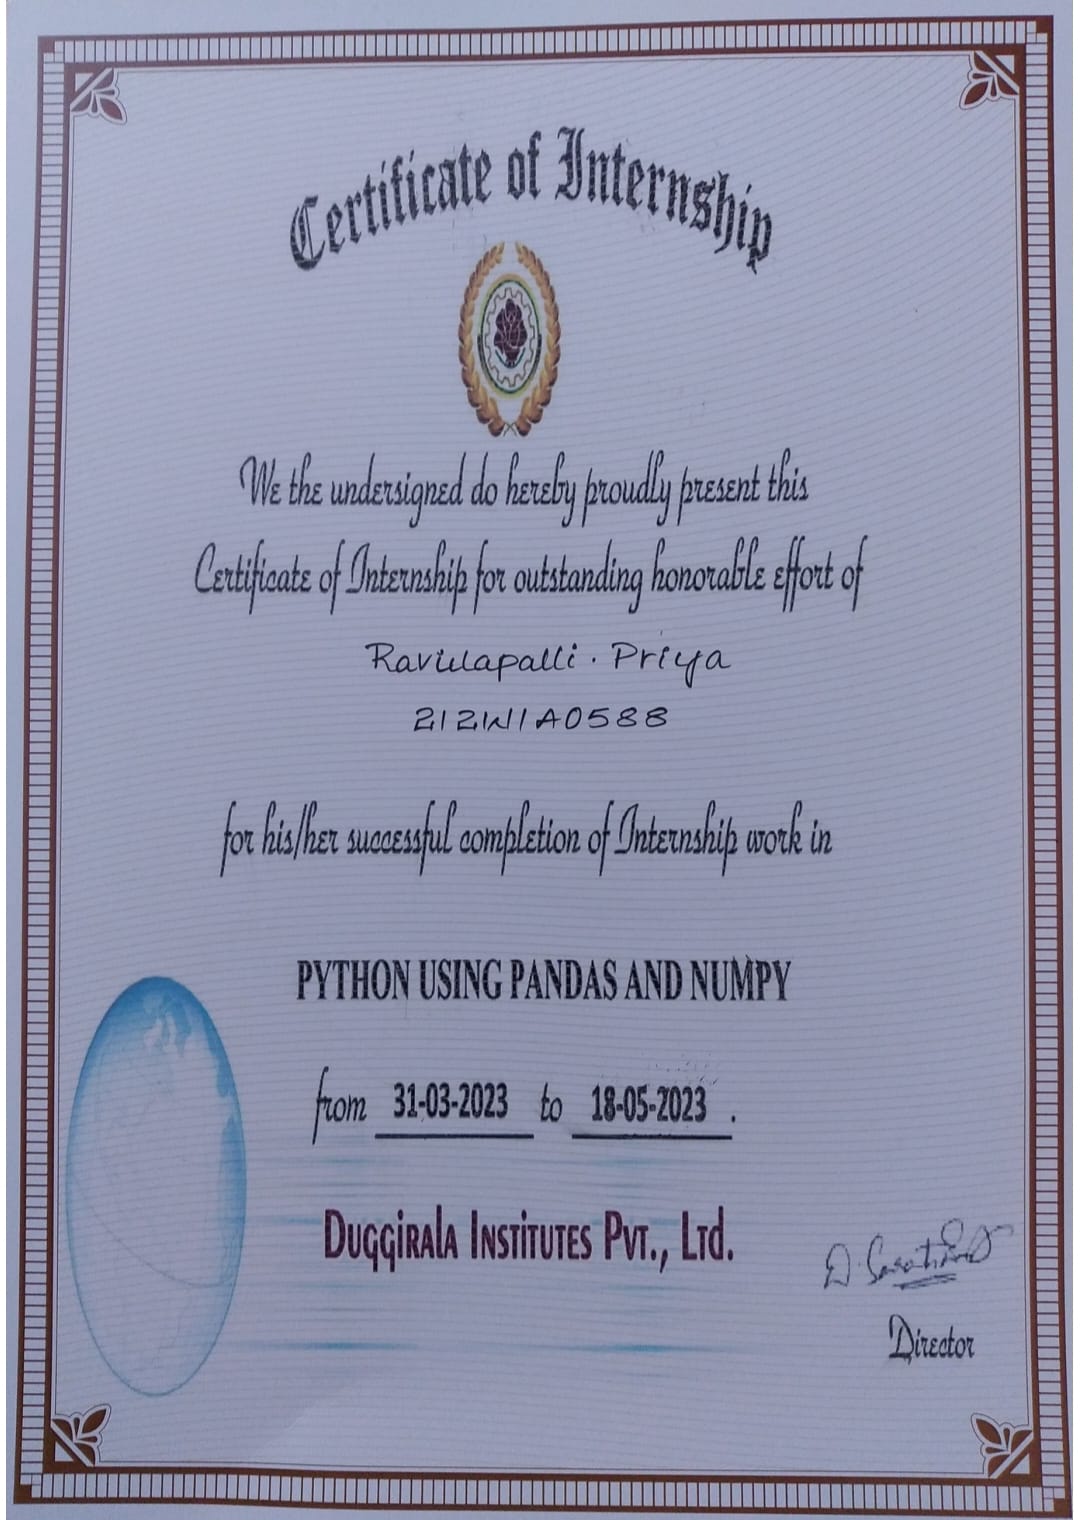 Certificate of Internship
We the undersigned do hereby proudly present this
Certificate of Internship for outstanding honorable effort of
Ravulapalli. Priya
212W1A0588
for his/her successful completion of Internship work in
PYTHON USING PANDAS AND NUMPY
from 31-03-2023 to 18-05-2023 .
Duggirala Institutes Pvt., Ltd.
Director